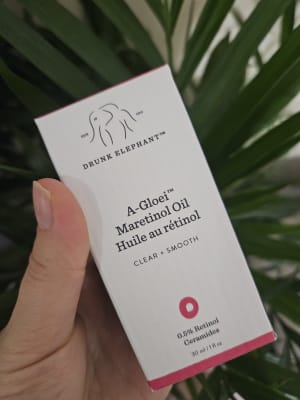 DRUNK ELEPHANT™
A-Gloei™
Maretinol Oil
Huile au rétinol
CLEAR + SMOOTH
0.5% Retinol
Ceramides
30 ml / 1 fl oz